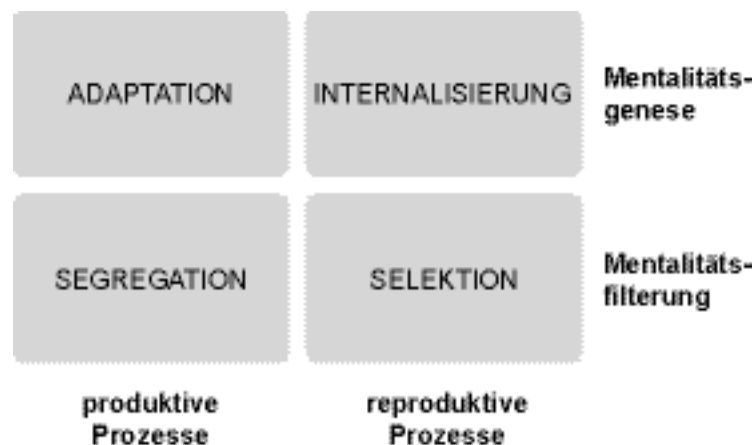 ADAPTATION
INTERNALISIERUNG
Mentalitäts-
genese
SEGREGATION
SELEKTION
Mentalitäts-
filterung
produktive
Prozesse
reproduktive
Prozesse